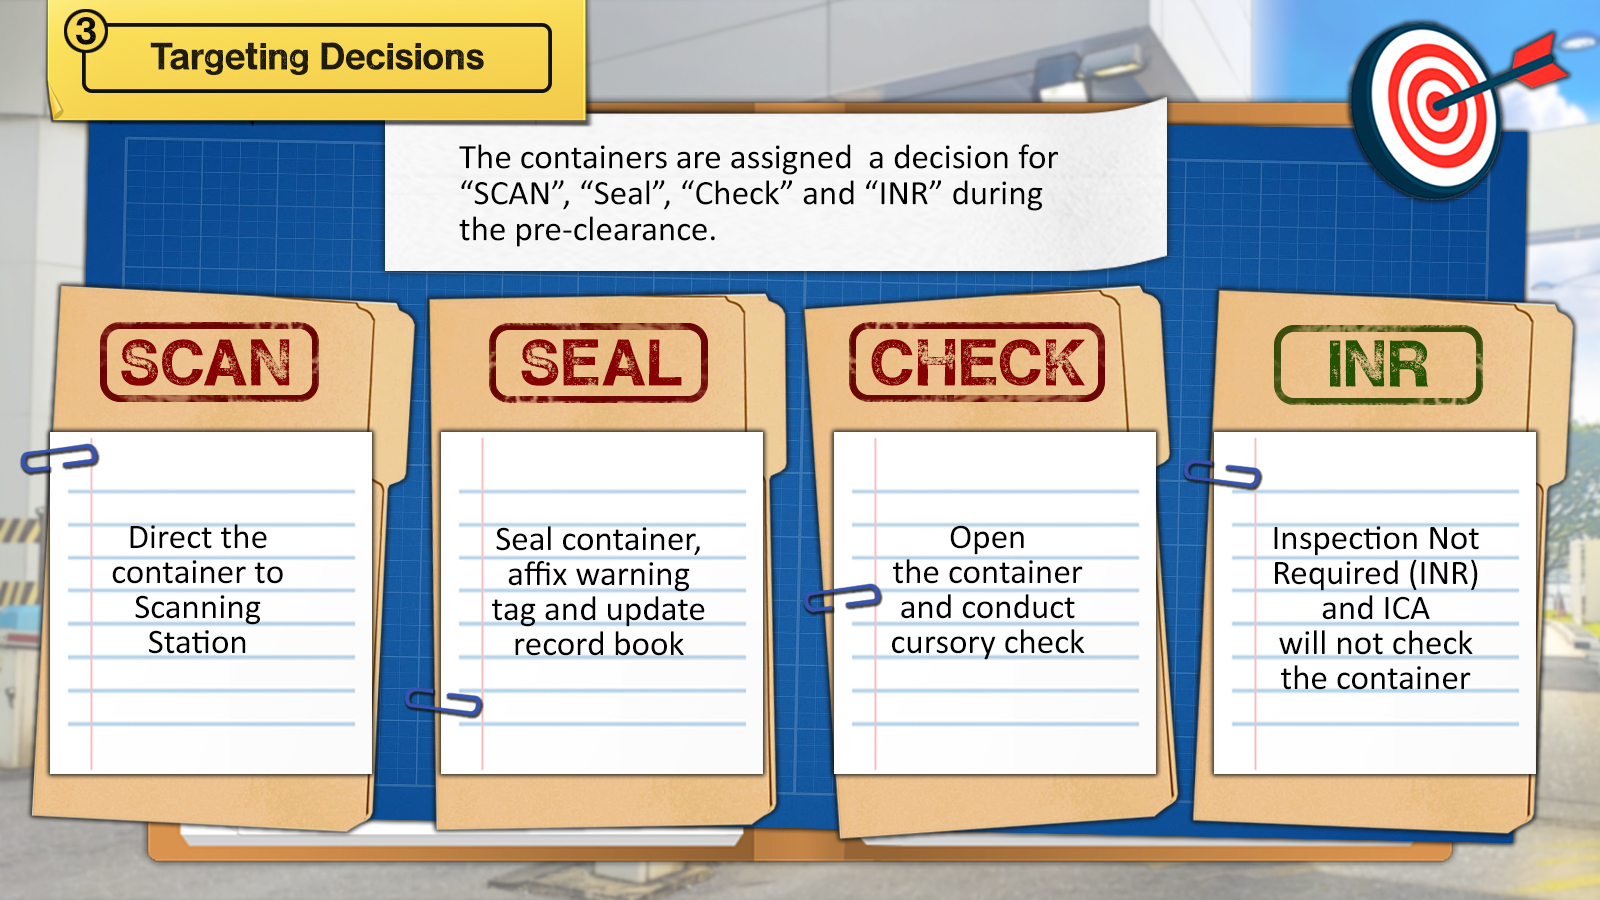 3
Targeting Decisions
The containers are assigned  a decision for
“SCAN”, “Seal”, “Check” and “INR” during
the pre-clearance.
SCAN
Direct the
container to
Scanning
Station
SEAL
Seal container,
affix warning
tag and update
record book
CHECK
Open
the container
and conduct
cursory check
INR
Inspection Not
Required (INR)
and ICA
will not check
the container